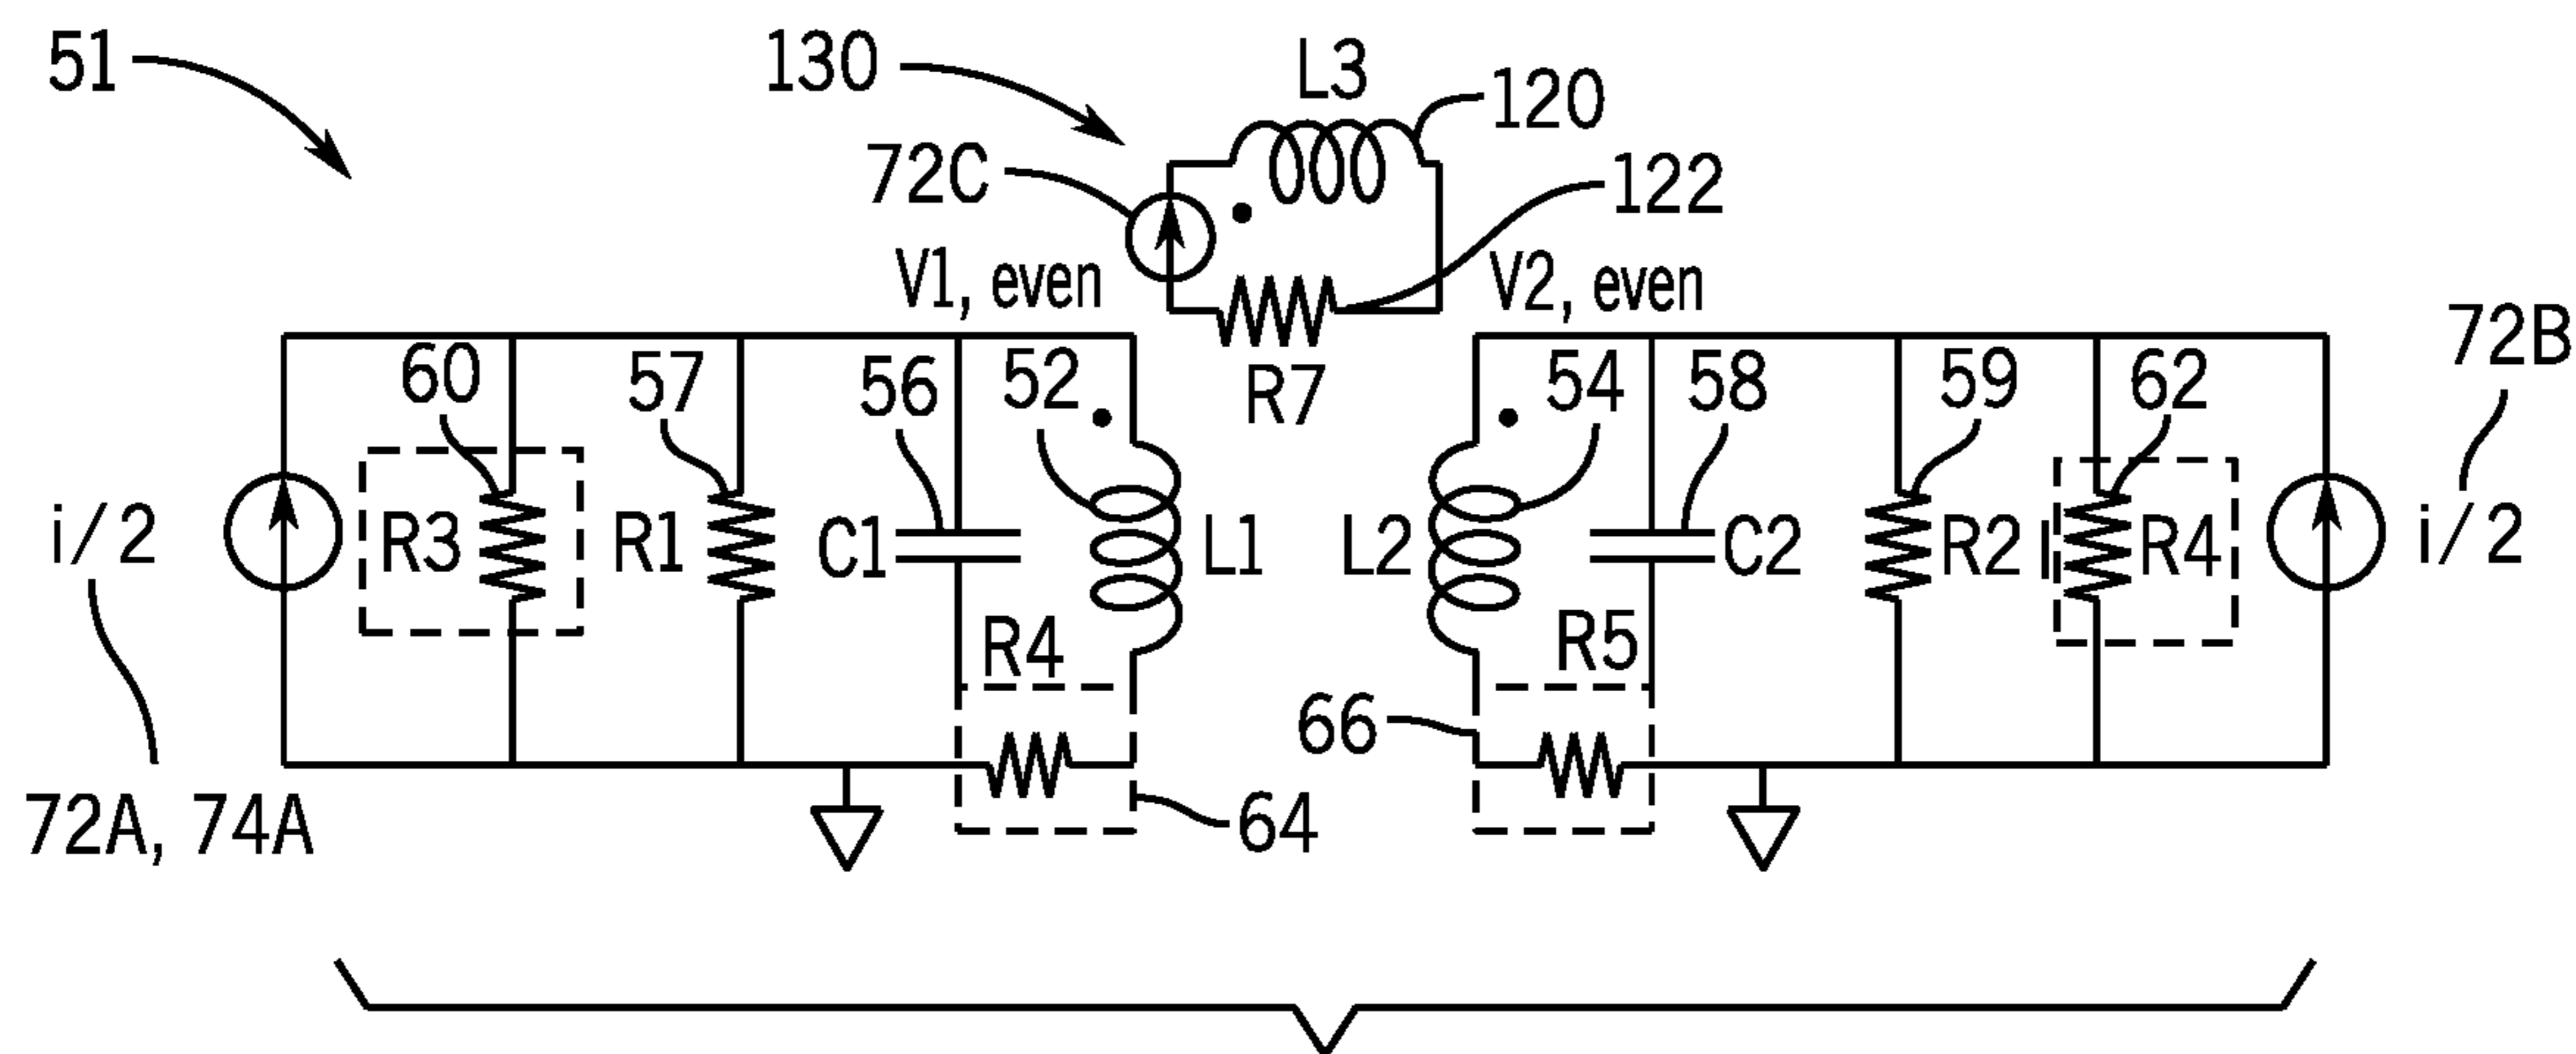 51
130
L3
120
72C
122
V1, even
V2, even
72B
60
57
56
52
R7
54
58
59
62
i/2
R3
R1
C1
L1
L2
C2
R2
R4
i/2
R4
R5
66
64
72A, 74A